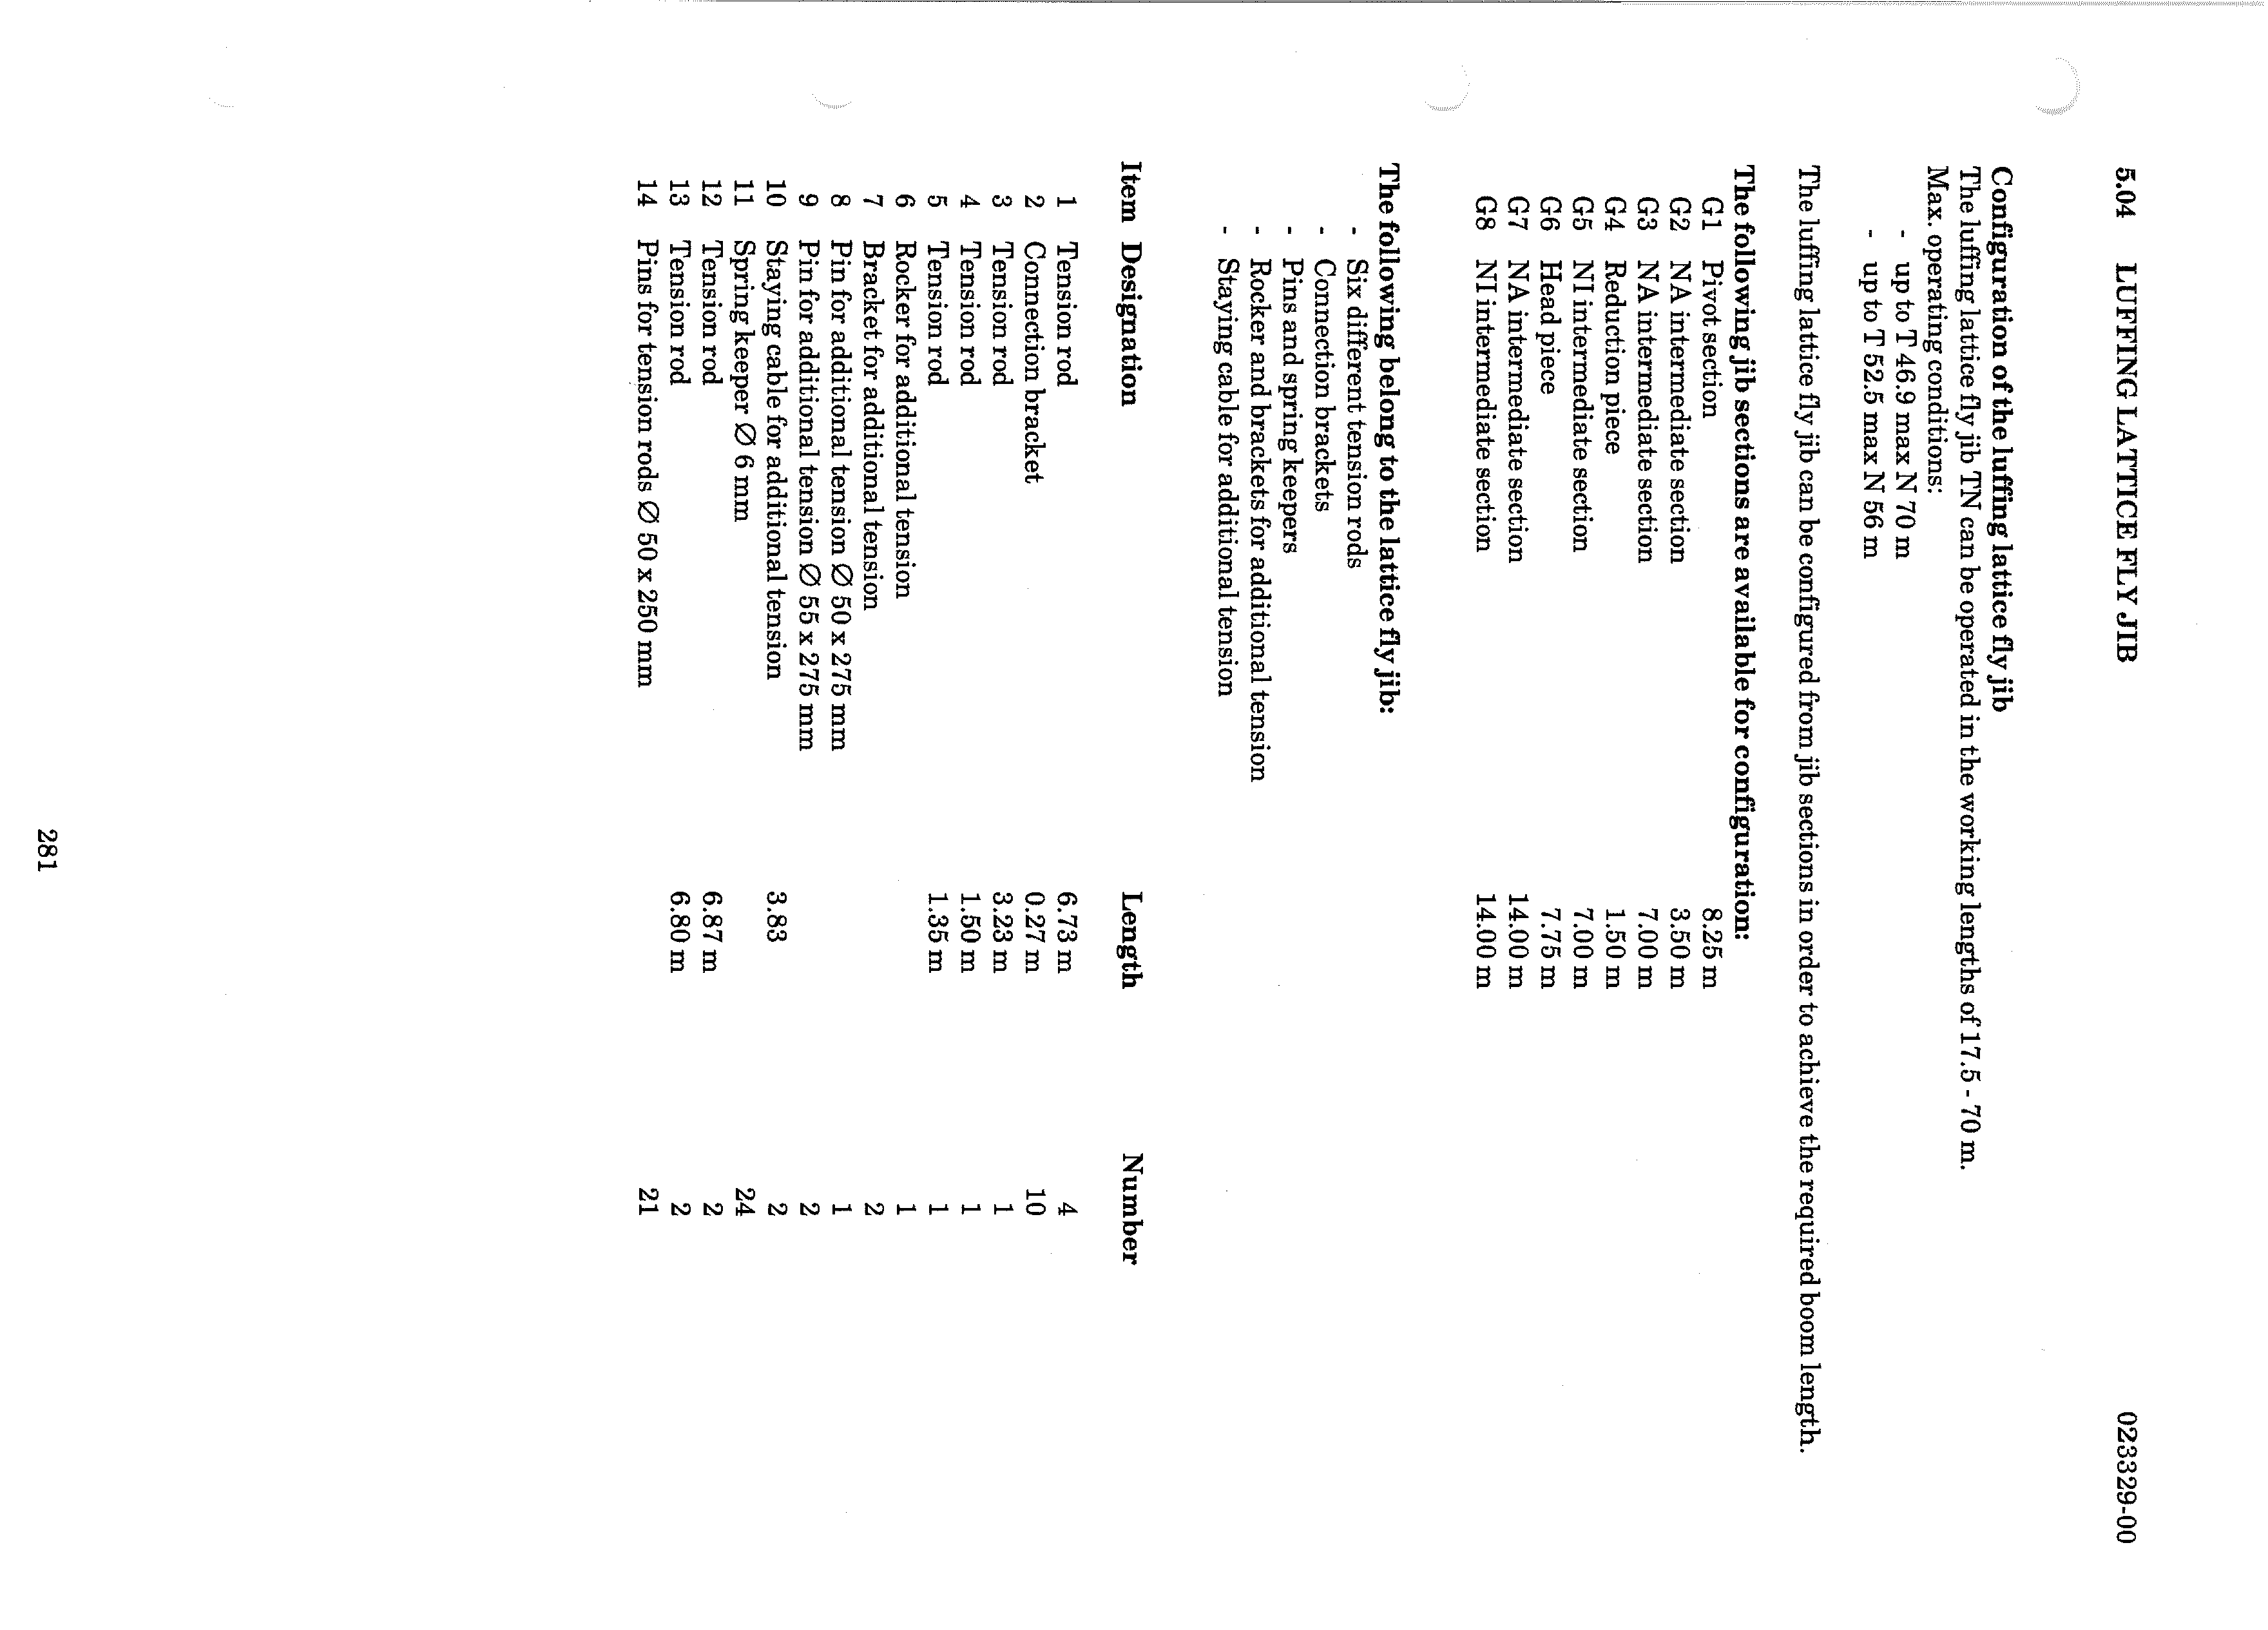 5.04 LUFFING LATTICE FLY JIB 023329-00
Configuration of the luffing lattice fly jib
The luffing lattice fly jib TN can be operated in the working lengths of 17.5 - 70 m.
Max. operating conditions:
- up to T 46.9 max N 70 m
- up to T 52.5 max N 56 m
The luffing lattice fly jib can be configured from jib sections in order to achieve the required boom length.
The following jib sections are available for configuration:
G1 Pivot section 8.25 m
G2 NA intermediate section 3.50 m
G3 NA intermediate section 7.00 m
G4 Reduction piece 1.50 m
G5 NI intermediate section 7.00 m
G6 Head piece 7.75 m
G7 NA intermediate section 14.00 m
G8 NI intermediate section 14.00 m
The following belong to the lattice fly jib:
- Six different tension rods
- Connection brackets
- Pins and spring keepers
- Rocker and brackets for additional tension
- Staying cable for additional tension
Item Designation Length Number
1 Tension rod 6.73 m 4
2 Connection bracket 0.27 m 10
3 Tension rod 3.23 m 1
4 Tension rod 1.50 m 1
5 Tension rod 1.35 m 1
6 Rocker for additional tension 1
7 Bracket for additional tension 2
8 Pin for additional tension Ø 50 x 275 mm 1
9 Pin for additional tension Ø 55 x 275 mm 2
10 Staying cable for additional tension 3.83 2
11 Spring keeper Ø 6 mm 24
12 Tension rod 6.87 m 2
13 Tension rod 6.80 m 2
14 Pins for tension rods Ø 50 x 250 mm 21
281